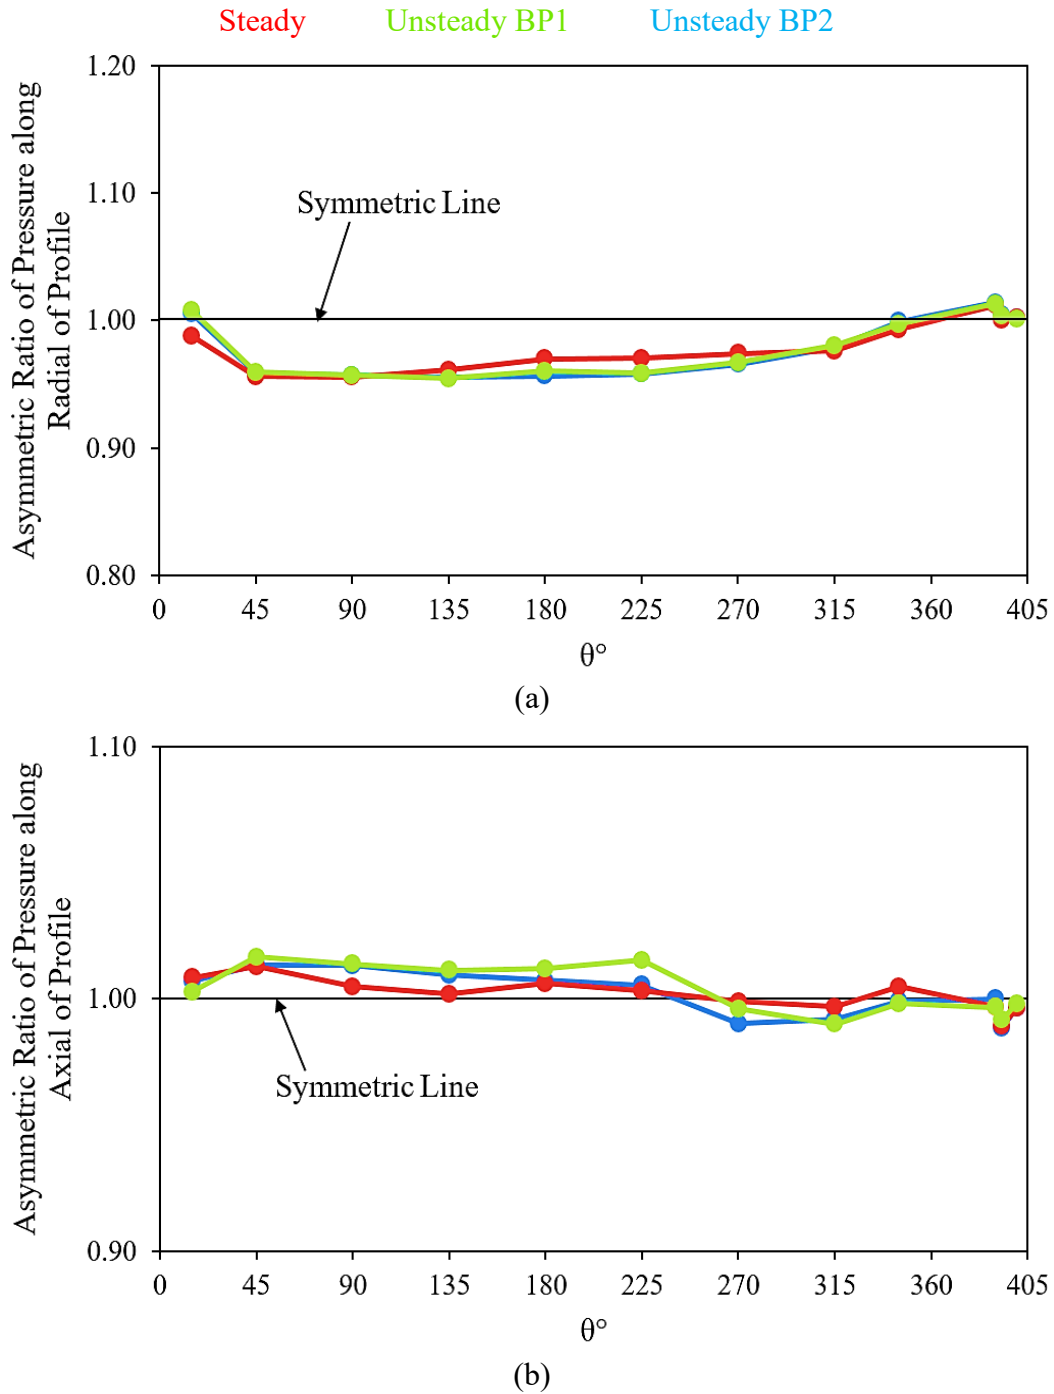 Steady Unsteady BP1 Unsteady BP2
Asymmetric Ratio of Pressure along
Radial of Profile
1.20
1.10
1.00
0.90
0.80
Symmetric Line
0 45 90 135 180 225 270 315 360 405
θ°
(a)
Asymmetric Ratio of Pressure along
Axial of Profile
1.10
1.00
0.90
Symmetric Line
0 45 90 135 180 225 270 315 360 405
θ°
(b)